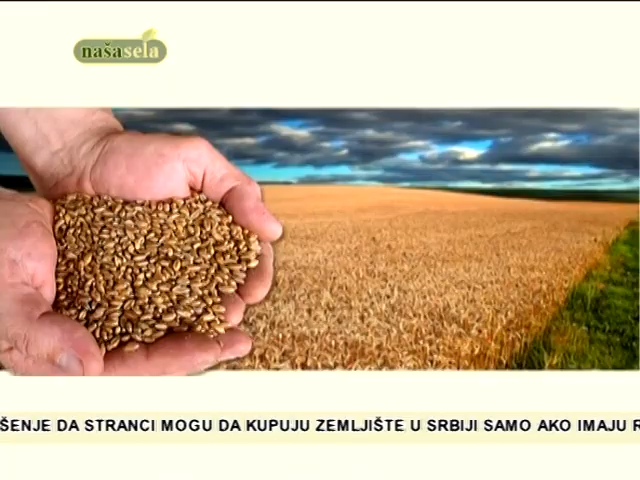 našasela
ŠENJE DA STRANCI MOGU DA KUPUJU ZEMLJIŠTE U SRBIJI SAMO AKO IMAJU R